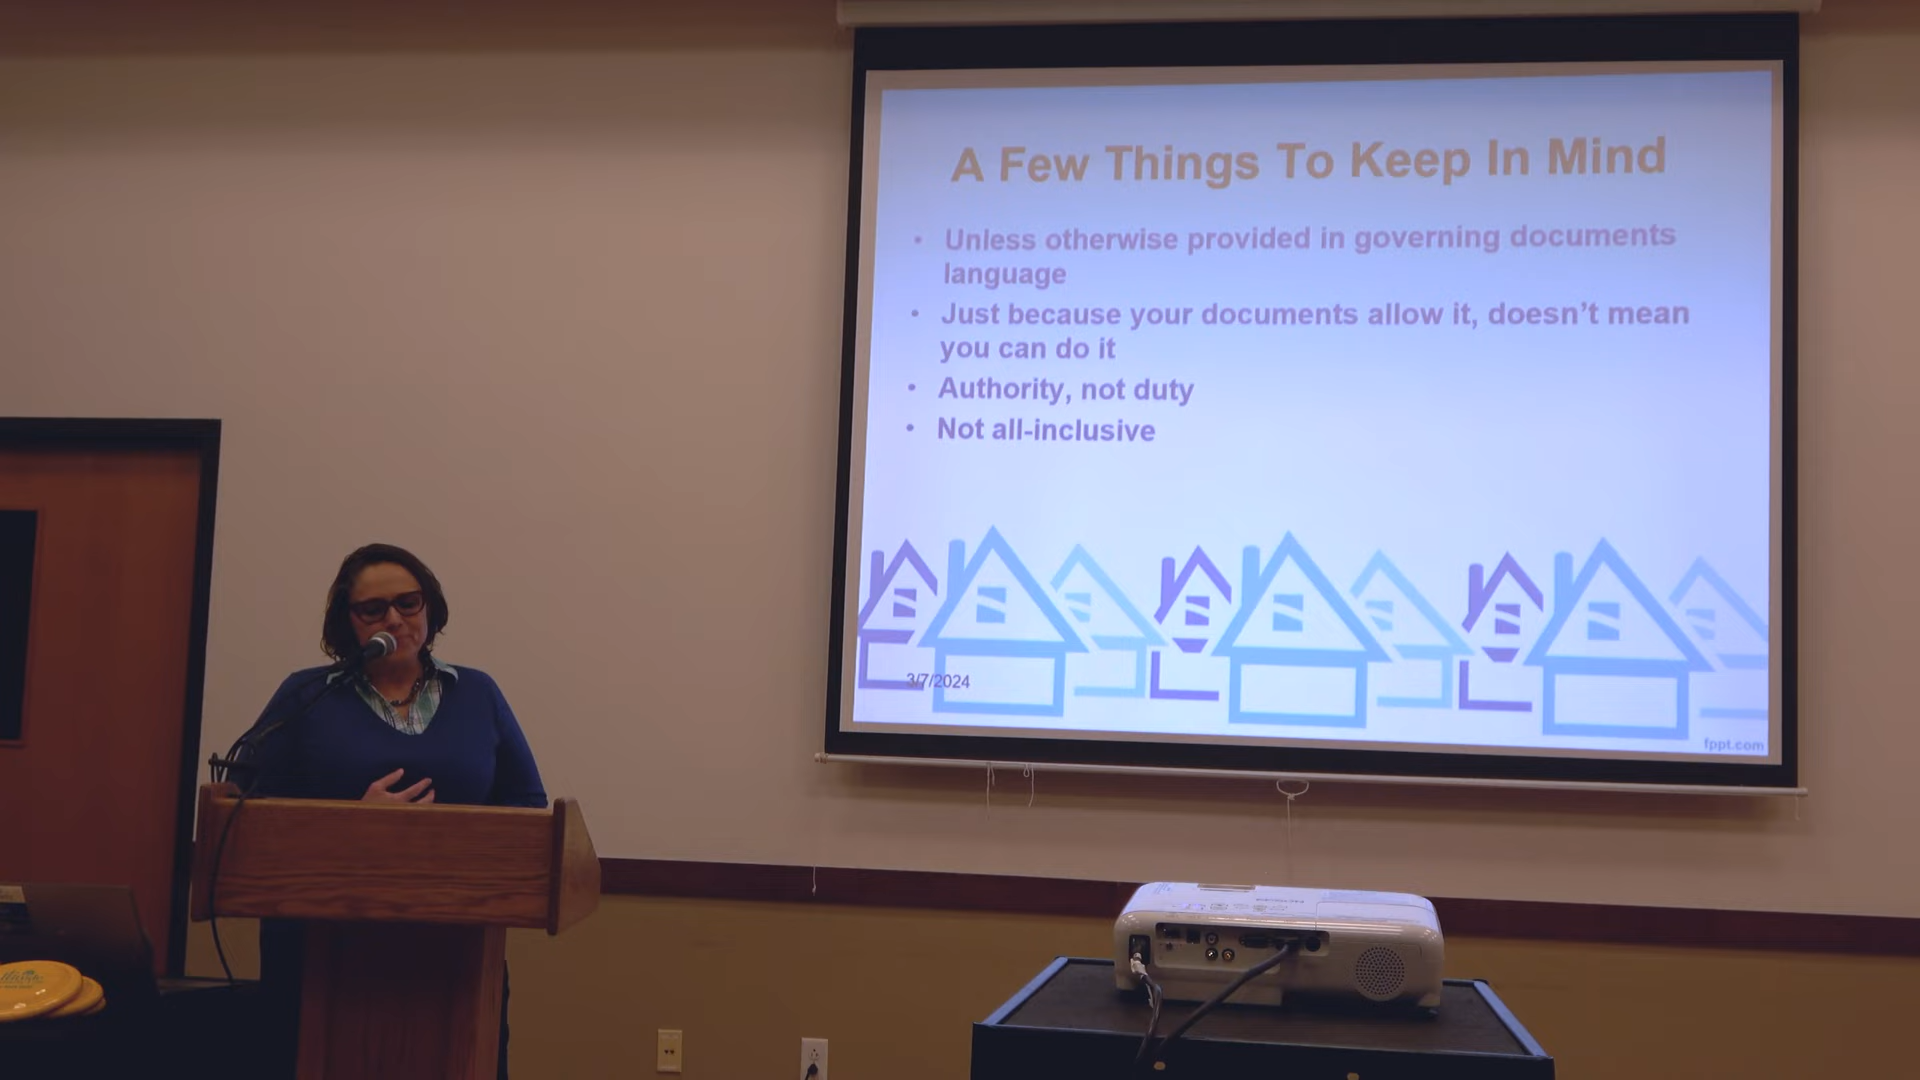 A Few Things To Keep In Mind
• Unless otherwise provided in governing documents
language
• Just because your documents allow it, doesn't mean
you can do it
• Authority, not duty
• Not all-inclusive
3/7/2024
fppt.com